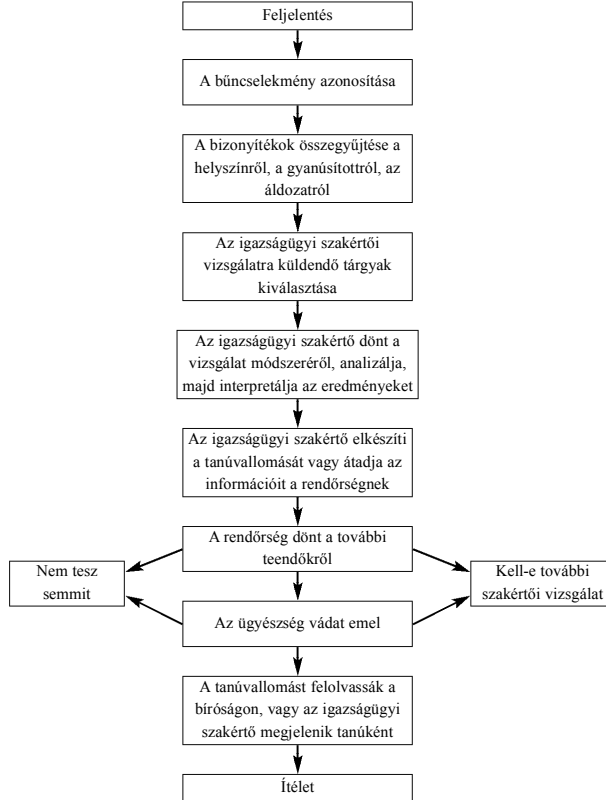 Feljelentés
A bűncselekmény azonosítása
A bizonyítékok összegyűjtése a
helyszínről, a gyanúsítottról, az
áldozatról
Az igazságügyi szakértői
vizsgálatra küldendő tárgyak
kiválasztása
Az igazságügyi szakértő dönt a
vizsgálat módszeréről, analizálja,
majd interpretálja az eredményeket
Az igazságügyi szakértő elkészíti
a tanúvallomását vagy átadja az
információit a rendőrségnek
A rendőrség dönt a további
teendőkről
Nem tesz
semmit
Kell-e további
szakértői vizsgálat
Az ügyészség vádat emel
A tanúvallomást felolvassák a
bíróságon, vagy az igazságügyi
szakértő megjelenik tanúként
Ítélet